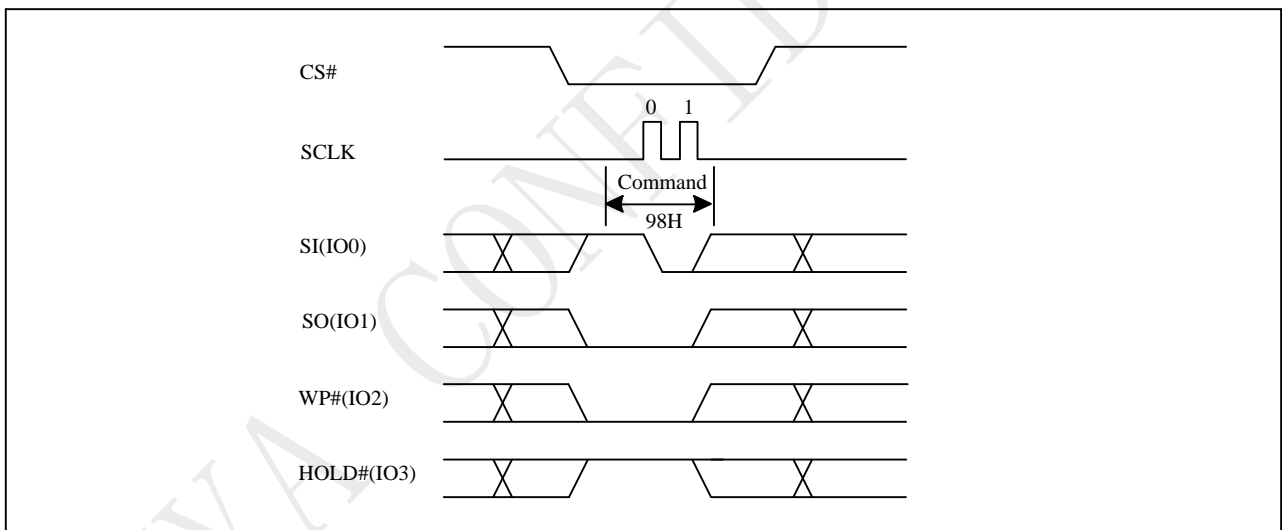 CS#
0 1
SCLK
Command
98H
SI(IO0)
SO(IO1)
WP#(IO2)
HOLD#(IO3)